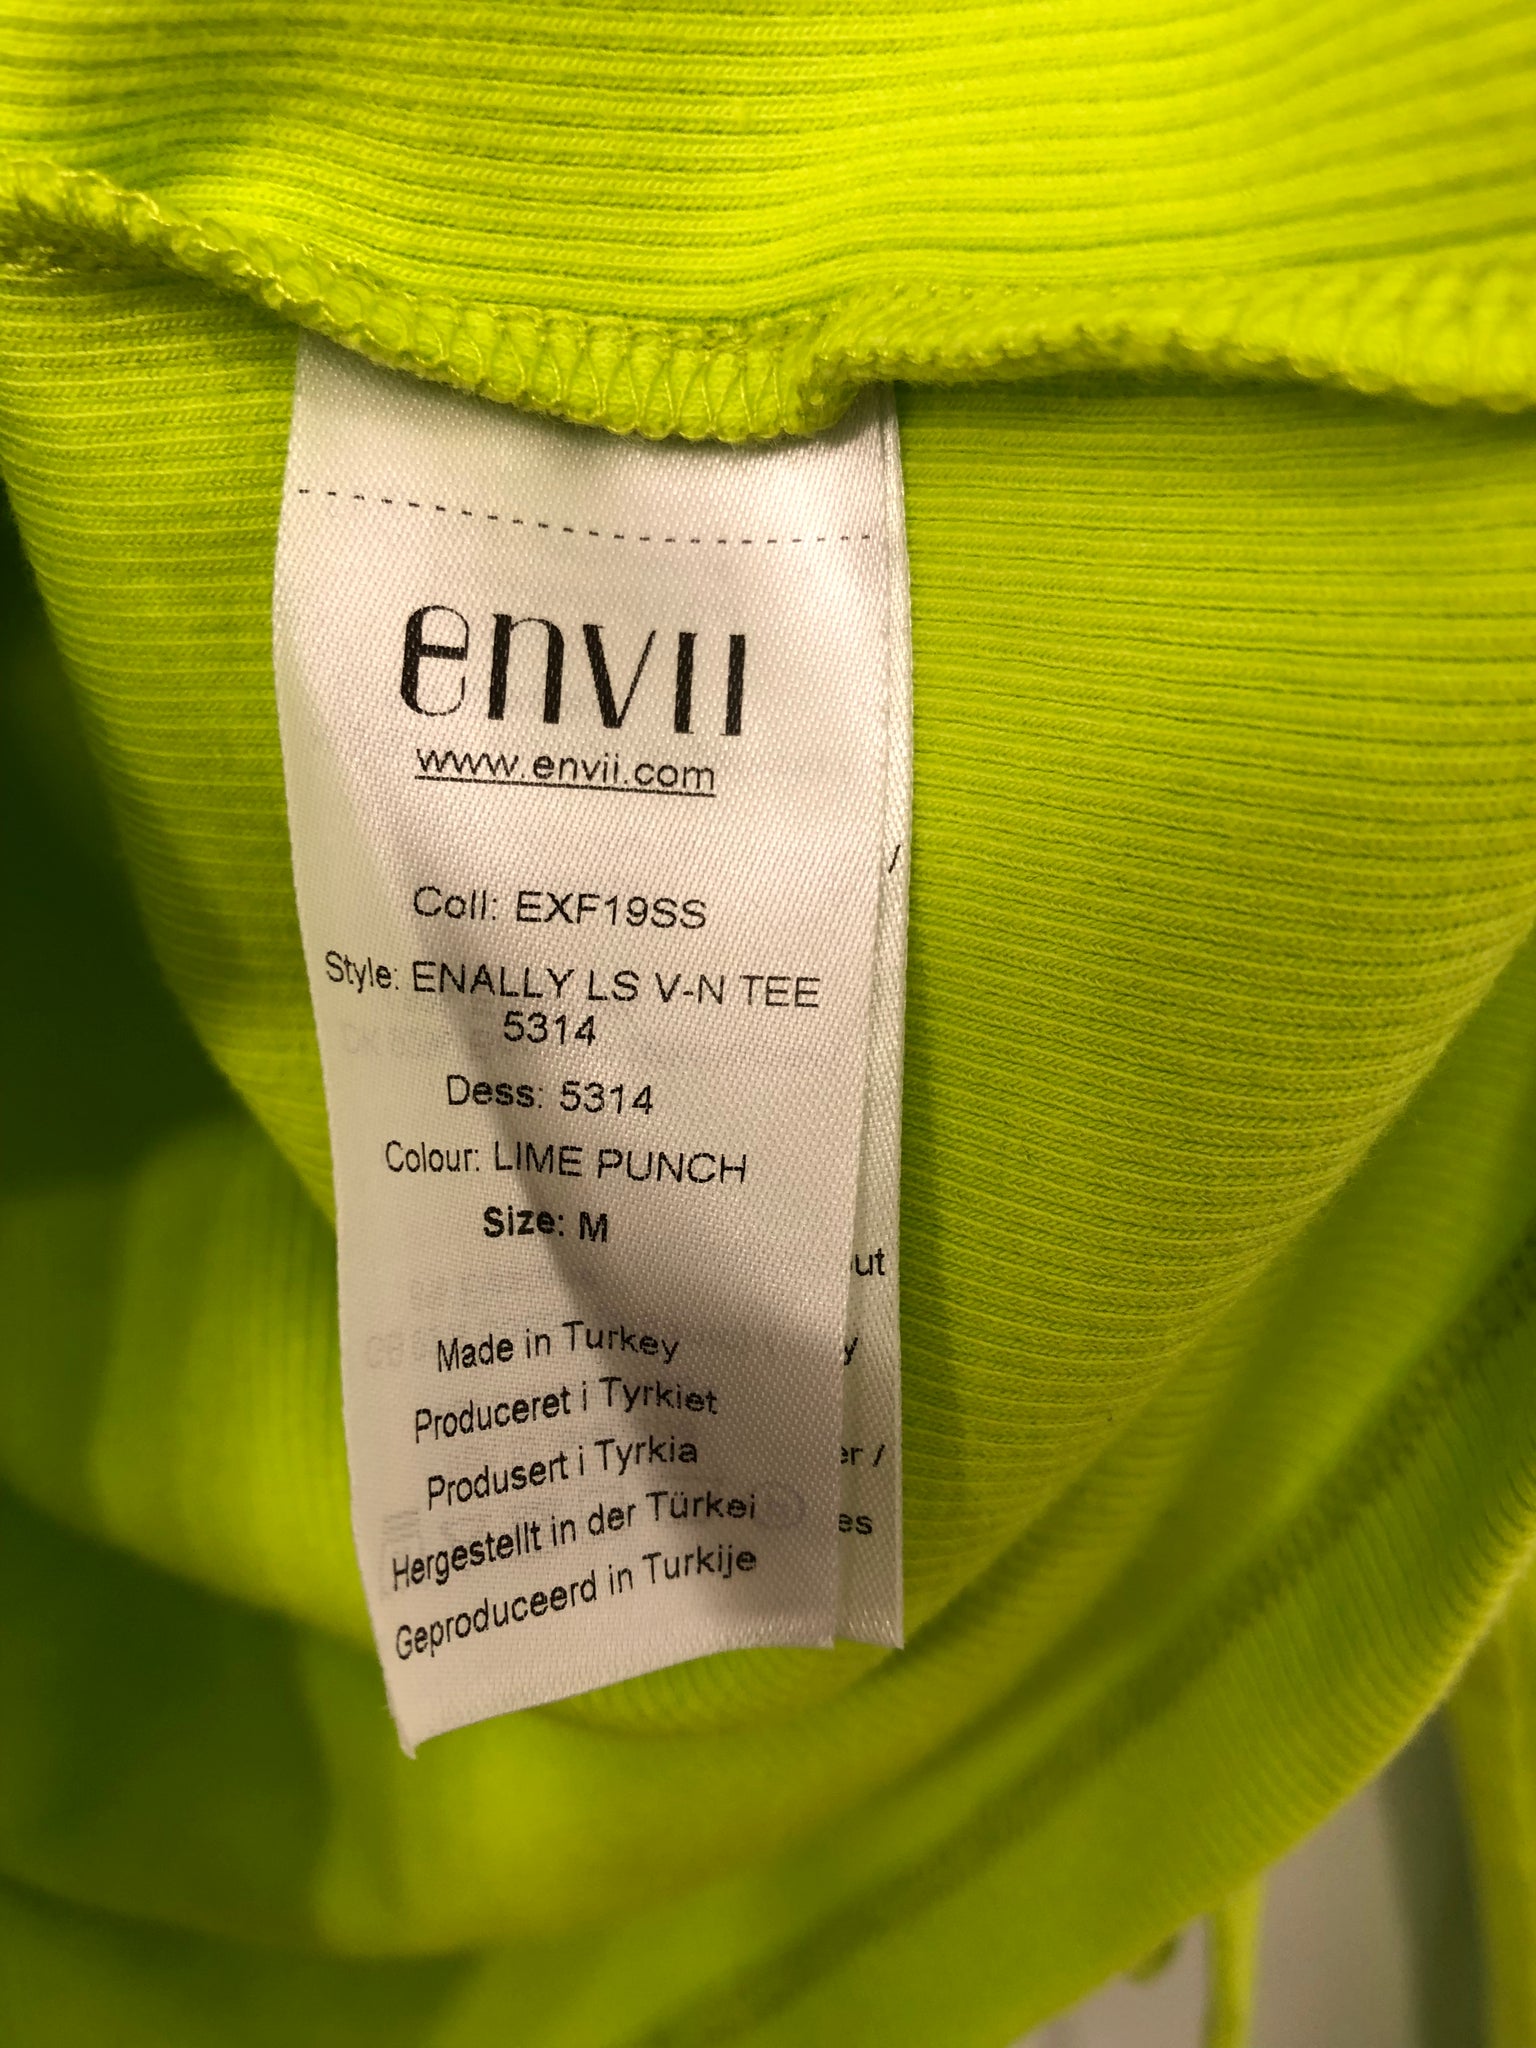 envii
www.envii.com
Coll: EXF19SS
Style: ENALLY LS V-N TEE
5314
Dess: 5314
Colour: LIME PUNCH
Size: M
Made in Turkey
Produceret i Tyrkiet
Produsert i Tyrkia
Hergestellt in der Türkei
Geproduceerd in Turkije